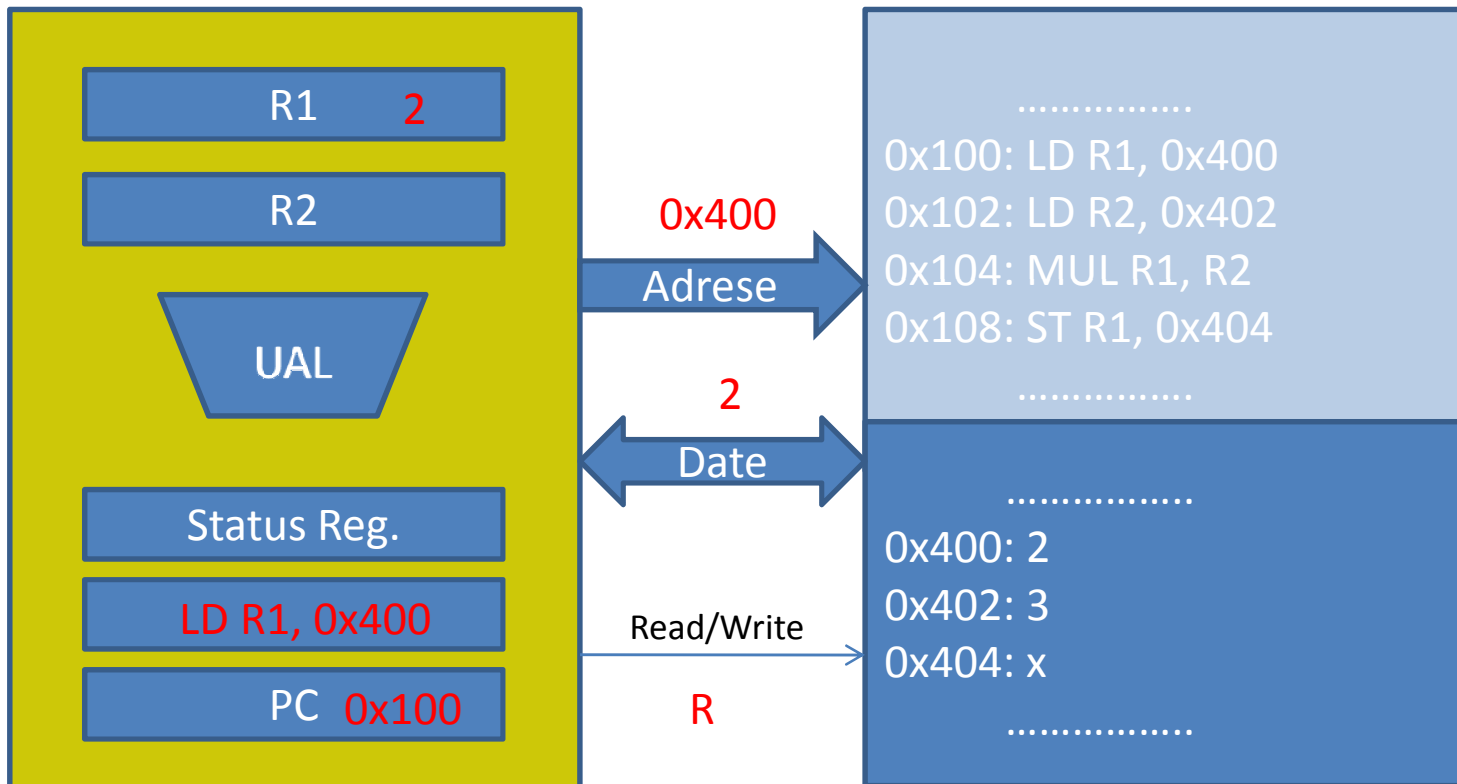 R1 2
R2
UAL
Status Reg.
LD R1, 0x400
PC 0x100
0x400
Adrese
2
Date
Read/Write
R
................
0x100: LD R1, 0x400
0x102: LD R2, 0x402
0x104: MUL R1, R2
0x108: ST R1, 0x404
................
.................
0x400: 2
0x402: 3
0x404: x
.................